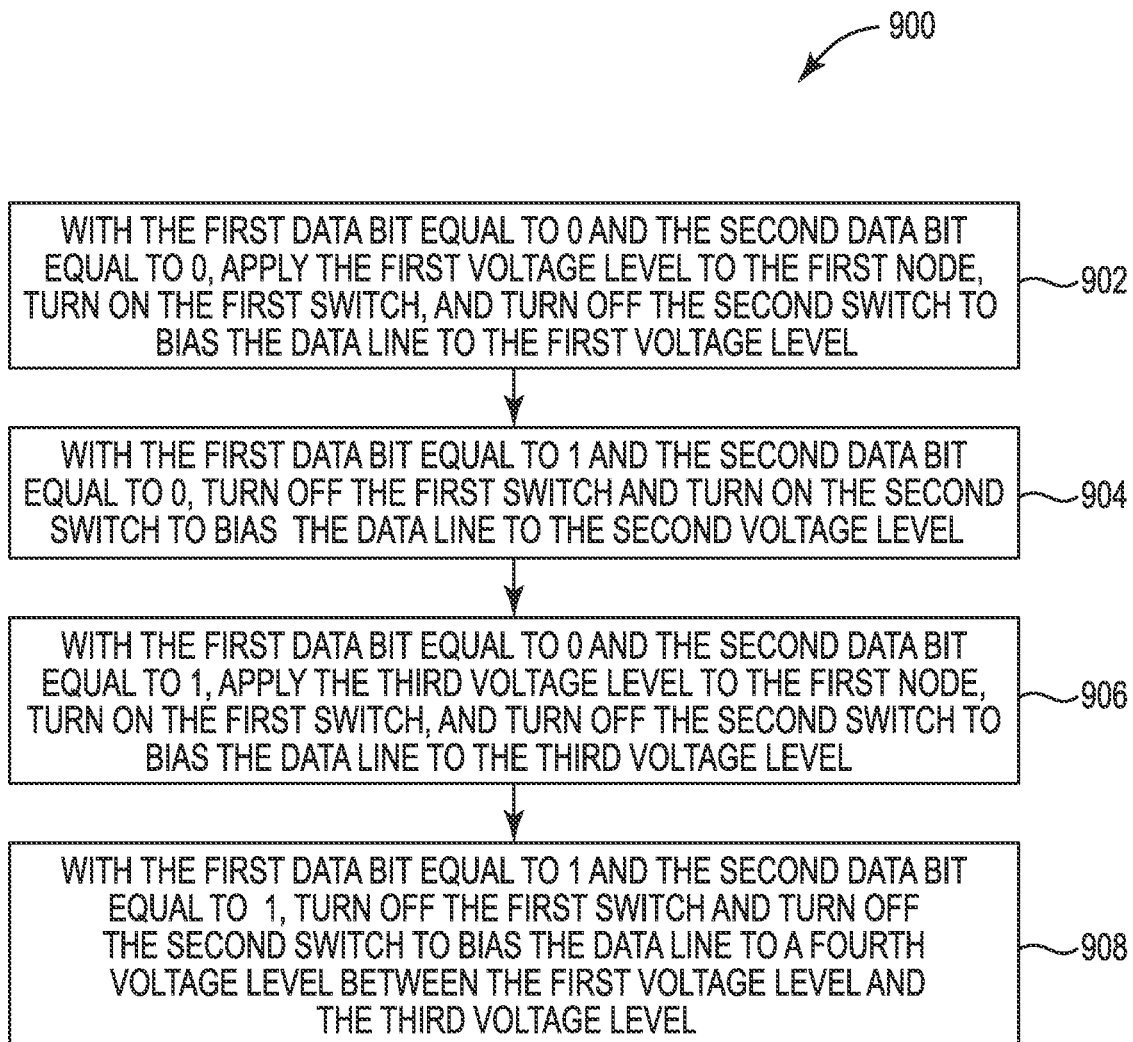 900
WITH THE FIRST DATA BIT EQUAL TO 0 AND THE SECOND DATA BIT
EQUAL TO 0, APPLY THE FIRST VOLTAGE LEVEL TO THE FIRST NODE,
TURN ON THE FIRST SWITCH, AND TURN OFF THE SECOND SWITCH TO
BIAS THE DATA LINE TO THE FIRST VOLTAGE LEVEL
902
WITH THE FIRST DATA BIT EQUAL TO 1 AND THE SECOND DATA BIT
EQUAL TO 0, TURN OFF THE FIRST SWITCH AND TURN ON THE SECOND
SWITCH TO BIAS THE DATA LINE TO THE SECOND VOLTAGE LEVEL
904
WITH THE FIRST DATA BIT EQUAL TO 0 AND THE SECOND DATA BIT
EQUAL TO 1, APPLY THE THIRD VOLTAGE LEVEL TO THE FIRST NODE,
TURN ON THE FIRST SWITCH, AND TURN OFF THE SECOND SWITCH TO
BIAS THE DATA LINE TO THE THIRD VOLTAGE LEVEL
906
WITH THE FIRST DATA BIT EQUAL TO 1 AND THE SECOND DATA BIT
EQUAL TO 1, TURN OFF THE FIRST SWITCH AND TURN OFF
THE SECOND SWITCH TO BIAS THE DATA LINE TO A FOURTH
VOLTAGE LEVEL BETWEEN THE FIRST VOLTAGE LEVEL AND
THE THIRD VOLTAGE LEVEL
908